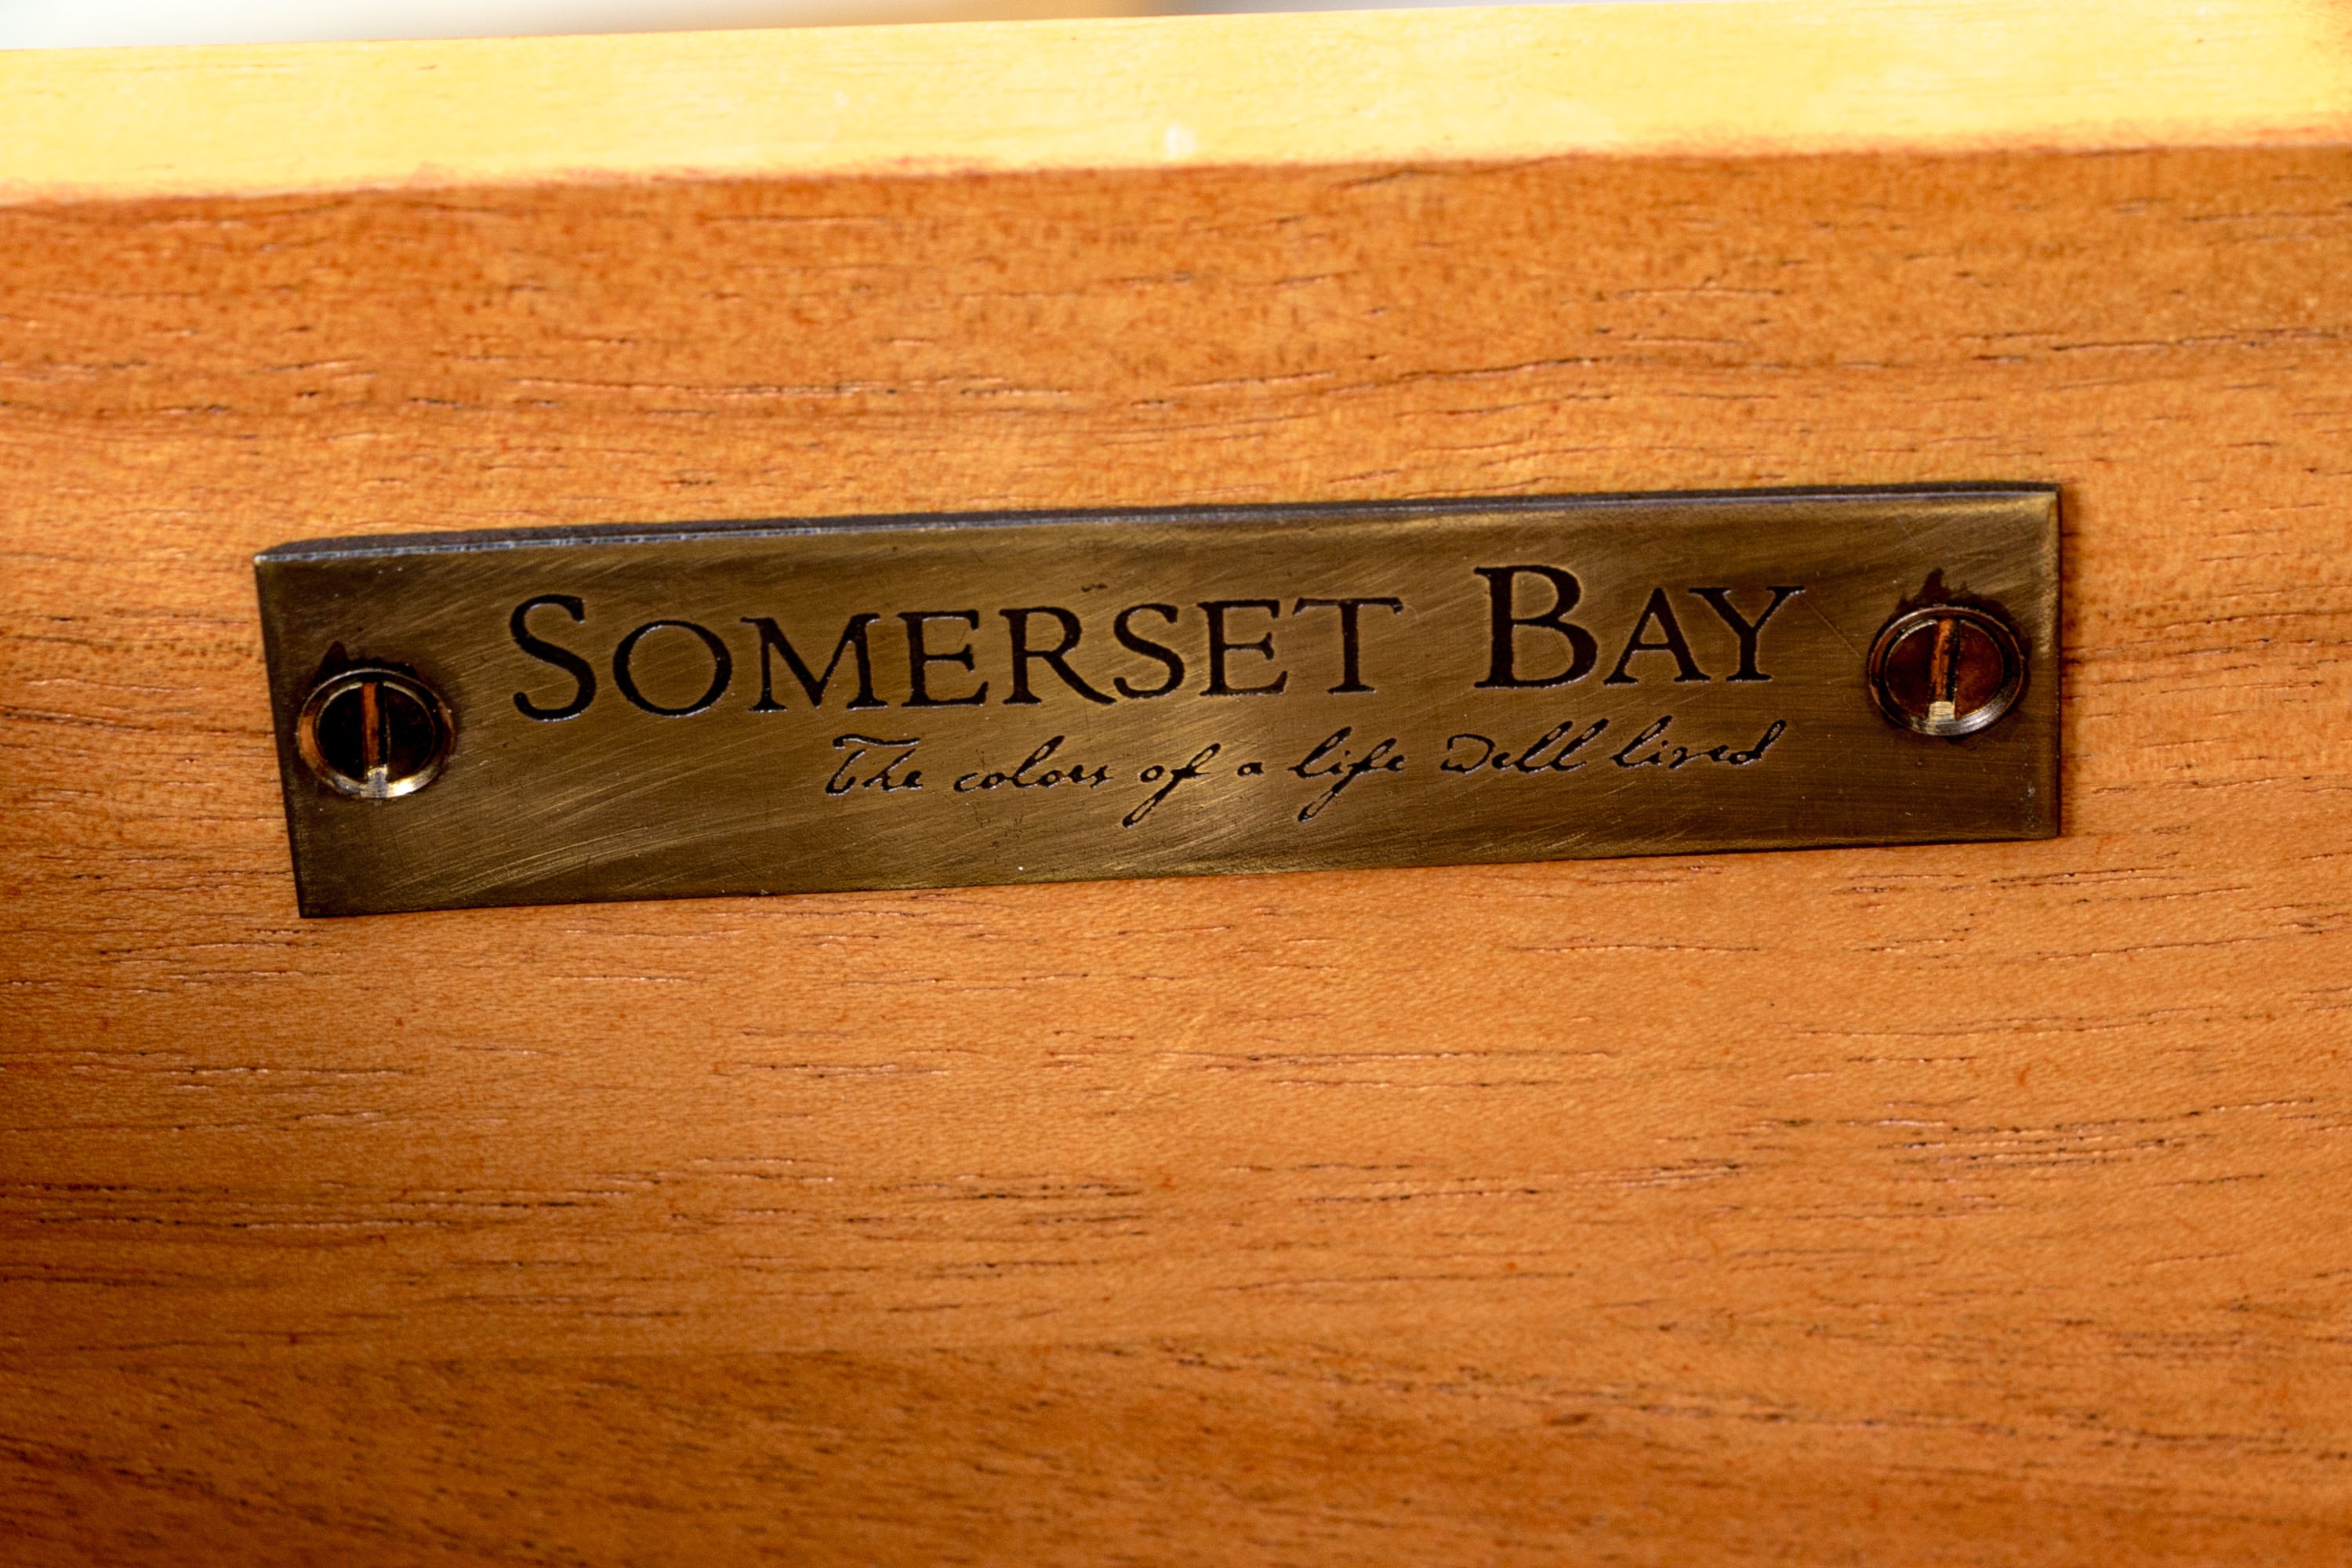 SOMERSET BAY
The colors of a life well lived